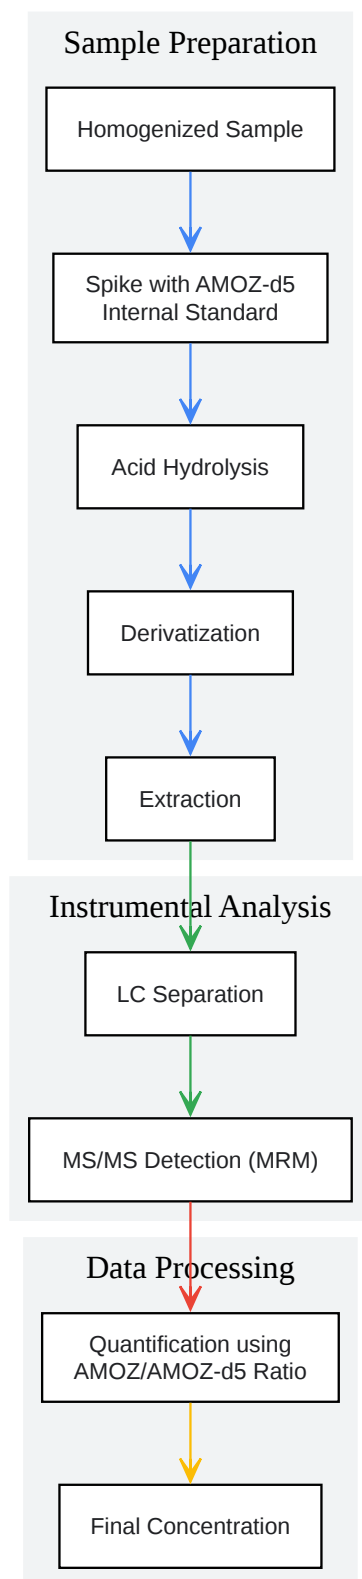 Sample Preparation
Homogenized Sample
Spike with AMOZ-d5
Internal Standard
Acid Hydrolysis
Derivatization
Extraction
Instrumental Analysis
LC Separation
MS/MS Detection (MRM)
Data Processing
Quantification using
AMOZ/AMOZ-d5 Ratio
Final Concentration